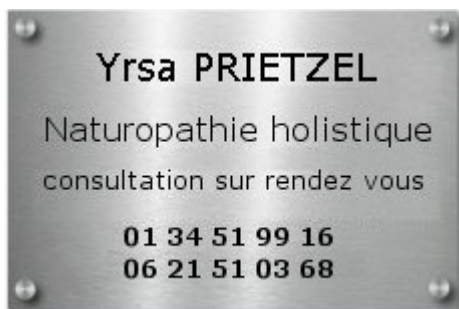 Yrsa PRIETZEL
Naturopathie holistique
consultation sur rendez vous
01 34 51 99 16
06 21 51 03 68